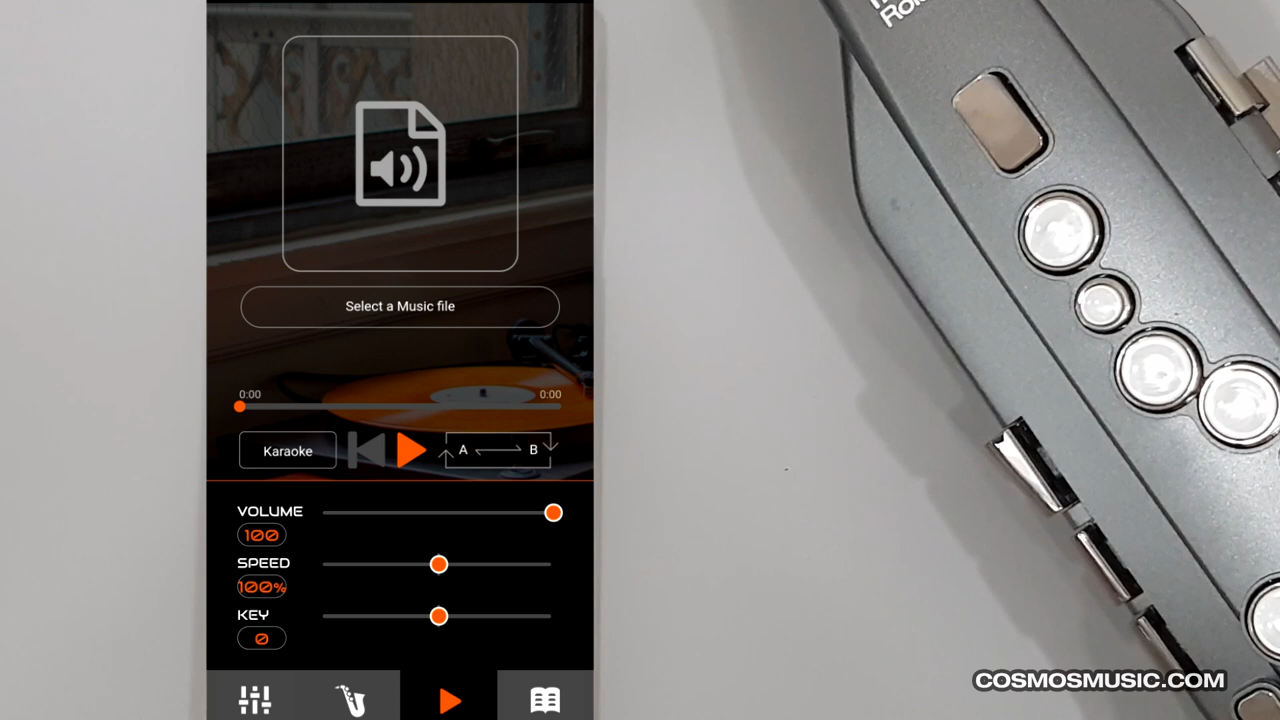 Select a Music file
0:00
0:00
Karaoke
A
B
VOLUME
100
SPEED
100%
KEY
0
COSMOSMUSIC.COM